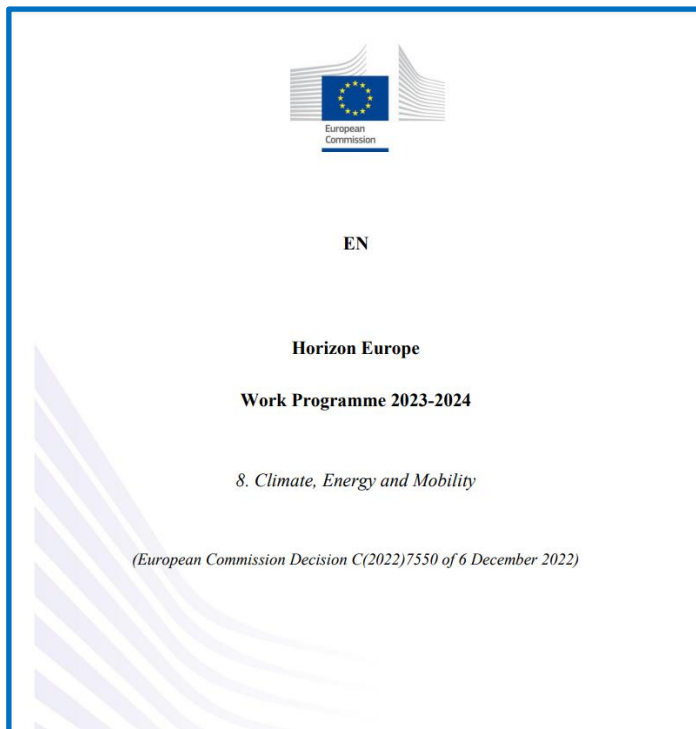 European
Commission
EN
Horizon Europe
Work Programme 2023-2024
8. Climate, Energy and Mobility
(European Commission Decision C(2022)7550 of 6 December 2022)